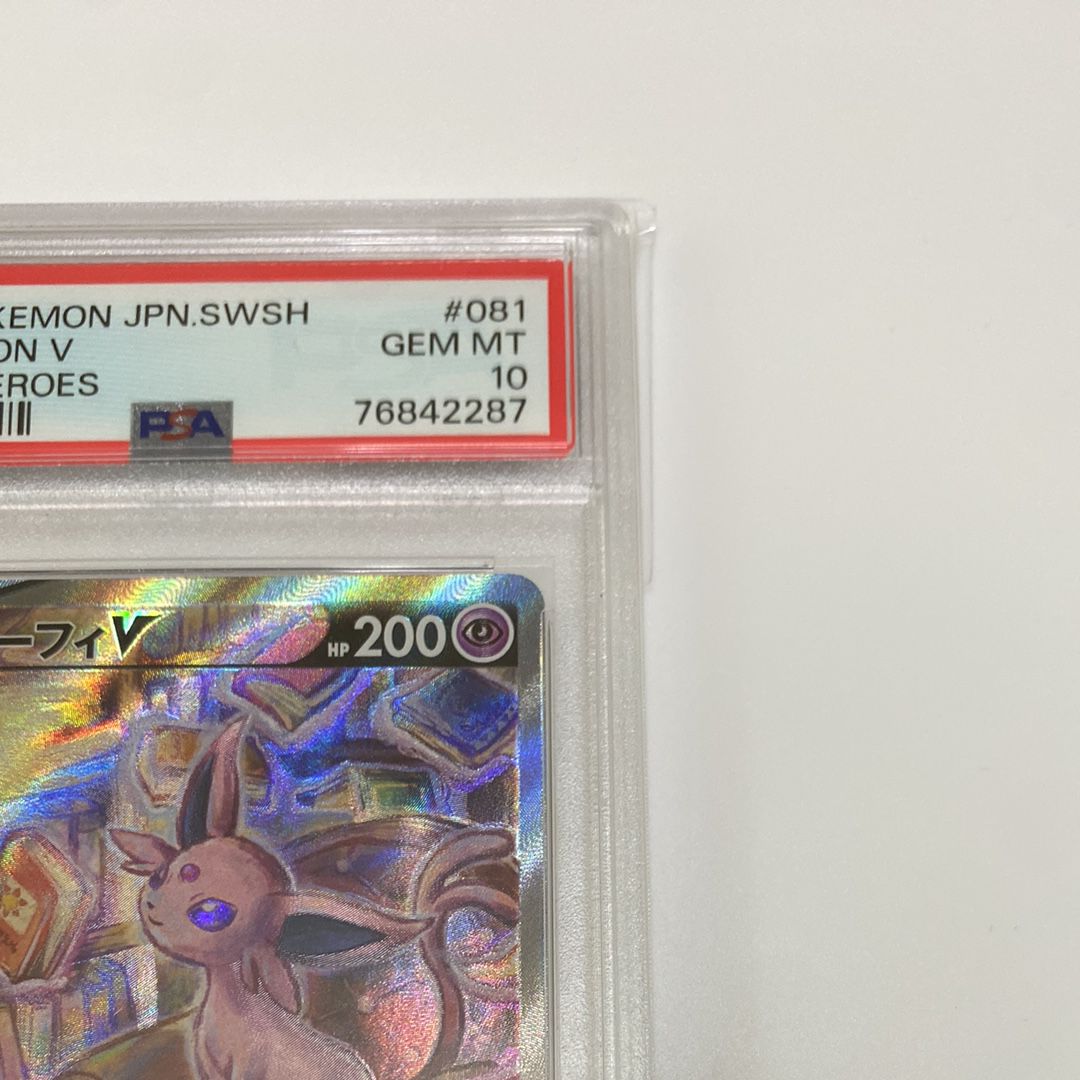 KEMON JPN.SWSH #081
ON V GEM MT
EROES 10
PSA 76842287
ーフィV HP 200